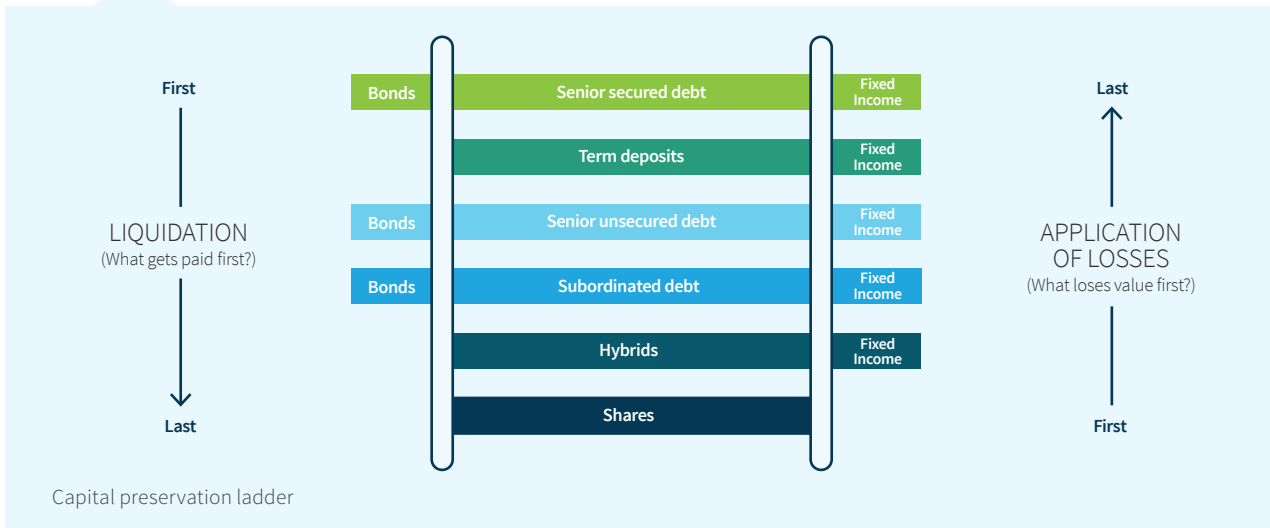 First
LIQUIDATION
(What gets paid first?)
Last
Bonds
Senior secured debt
Fixed
Income
Term deposits
Fixed
Income
Bonds
Senior unsecured debt
Fixed
Income
Bonds
Subordinated debt
Fixed
Income
Hybrids
Fixed
Income
Shares
Last
APPLICATION
OF LOSSES
(What loses value first?)
First
Capital preservation ladder